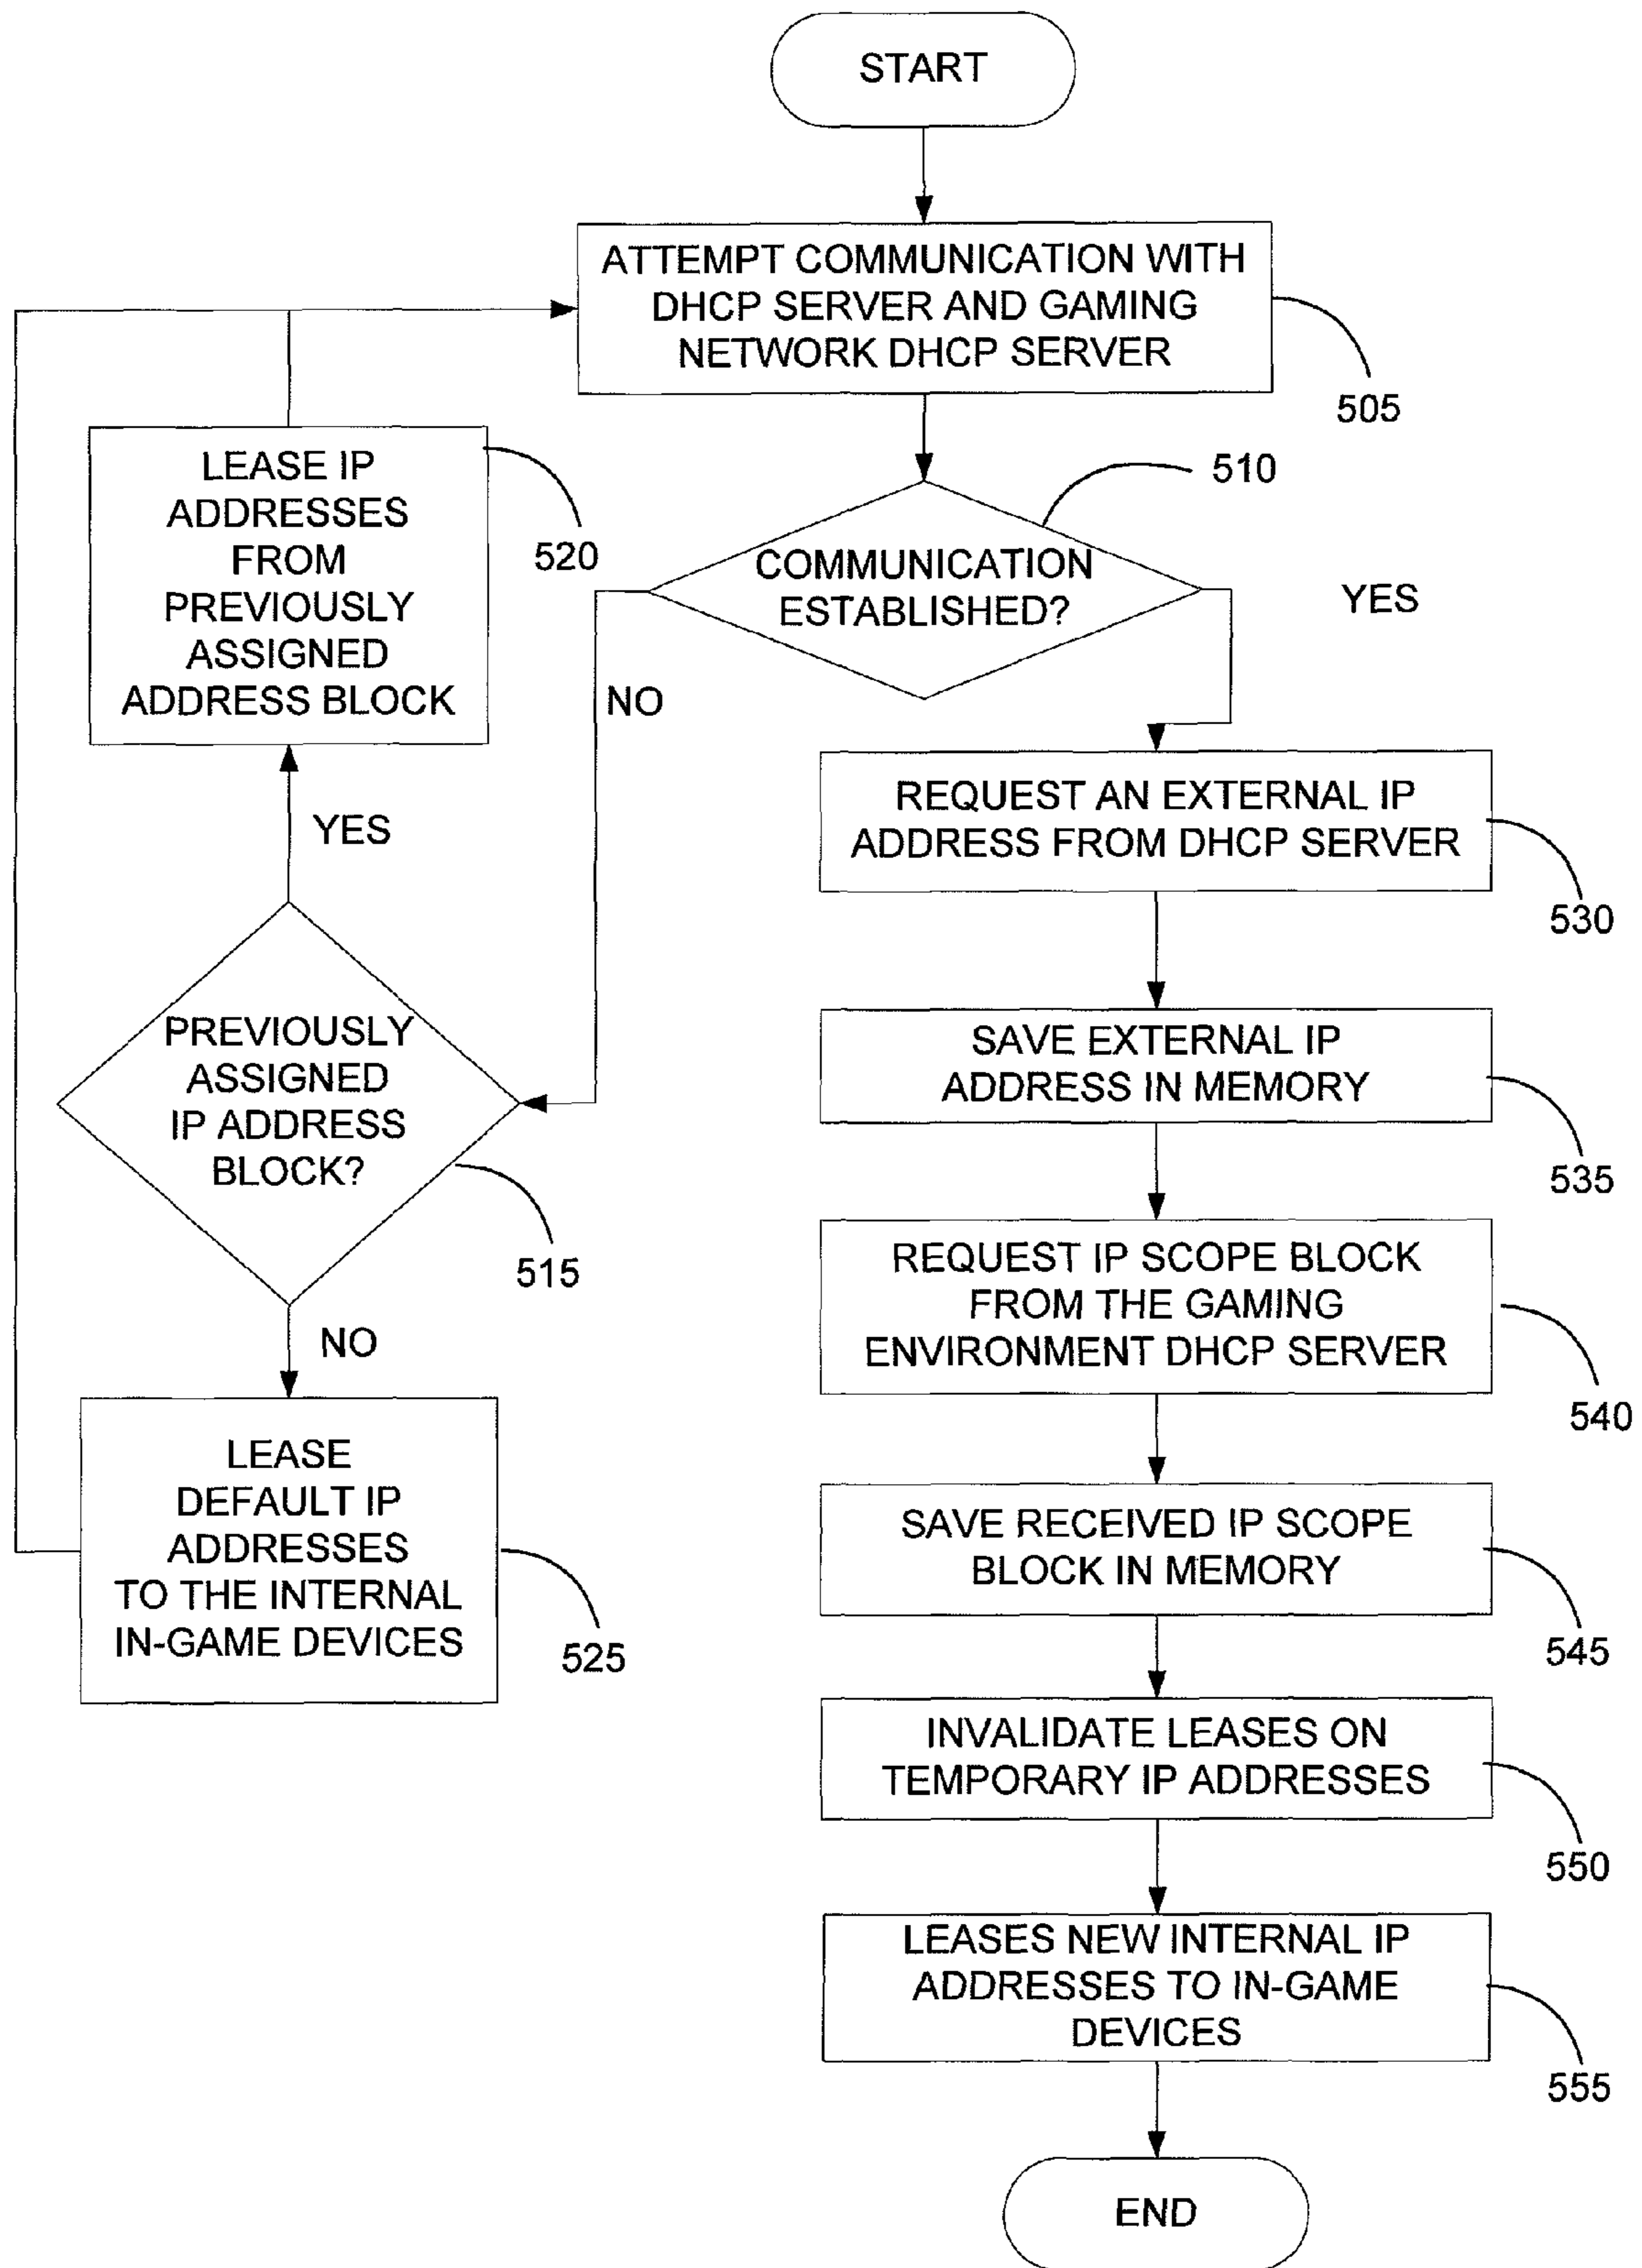 START
ATTEMPT COMMUNICATION WITH
DHCP SERVER AND GAMING
NETWORK DHCP SERVER
505
LEASE IP
ADDRESSES
FROM
PREVIOUSLY
ASSIGNED
ADDRESS BLOCK
520
510
COMMUNICATION
ESTABLISHED?
YES
NO
REQUEST AN EXTERNAL IP
ADDRESS FROM DHCP SERVER
530
YES
PREVIOUSLY
ASSIGNED
IP ADDRESS
BLOCK?
515
SAVE EXTERNAL IP
ADDRESS IN MEMORY
535
REQUEST IP SCOPE BLOCK
FROM THE GAMING
ENVIRONMENT DHCP SERVER
540
NO
LEASE
DEFAULT IP
ADDRESSES
TO THE INTERNAL
IN-GAME DEVICES
525
SAVE RECEIVED IP SCOPE
BLOCK IN MEMORY
545
INVALIDATE LEASES ON
TEMPORARY IP ADDRESSES
550
LEASES NEW INTERNAL IP
ADDRESSES TO IN-GAME
DEVICES
555
END